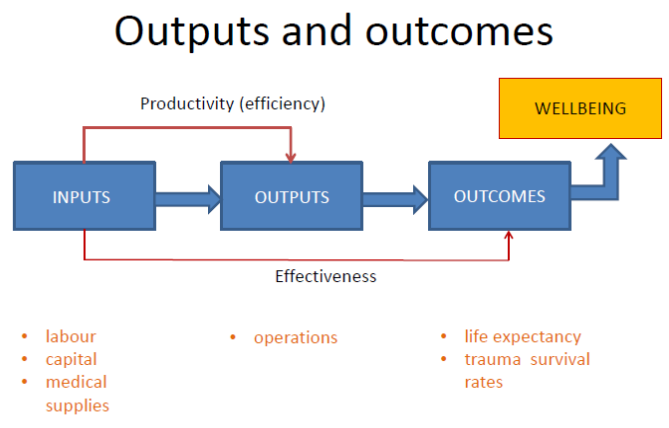 Outputs and outcomes
Productivity (efficiency)
WELLBEING
INPUTS
OUTPUTS
OUTCOMES
Effectiveness
• labour
• capital
• medical
supplies
• operations
• life expectancy
• trauma survival
rates